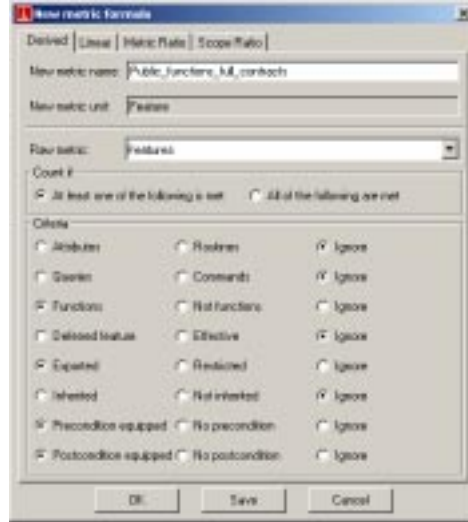 New metric formula
Derived Linear Metric Ratio Scope Ratio
New metric name: Public_functions_full_contracts
New metric unit: Feature
Raw metric: Features
Count if
At least one of the following is met All of the following are met
Criteria
Attributes Routines Ignore
Queries Commands Ignore
Functions Not functions Ignore
Deferred feature Effective Ignore
Exported Restricted Ignore
Inherited Not inherited Ignore
Precondition equipped No precondition Ignore
Postcondition equipped No postcondition Ignore
OK Save Cancel